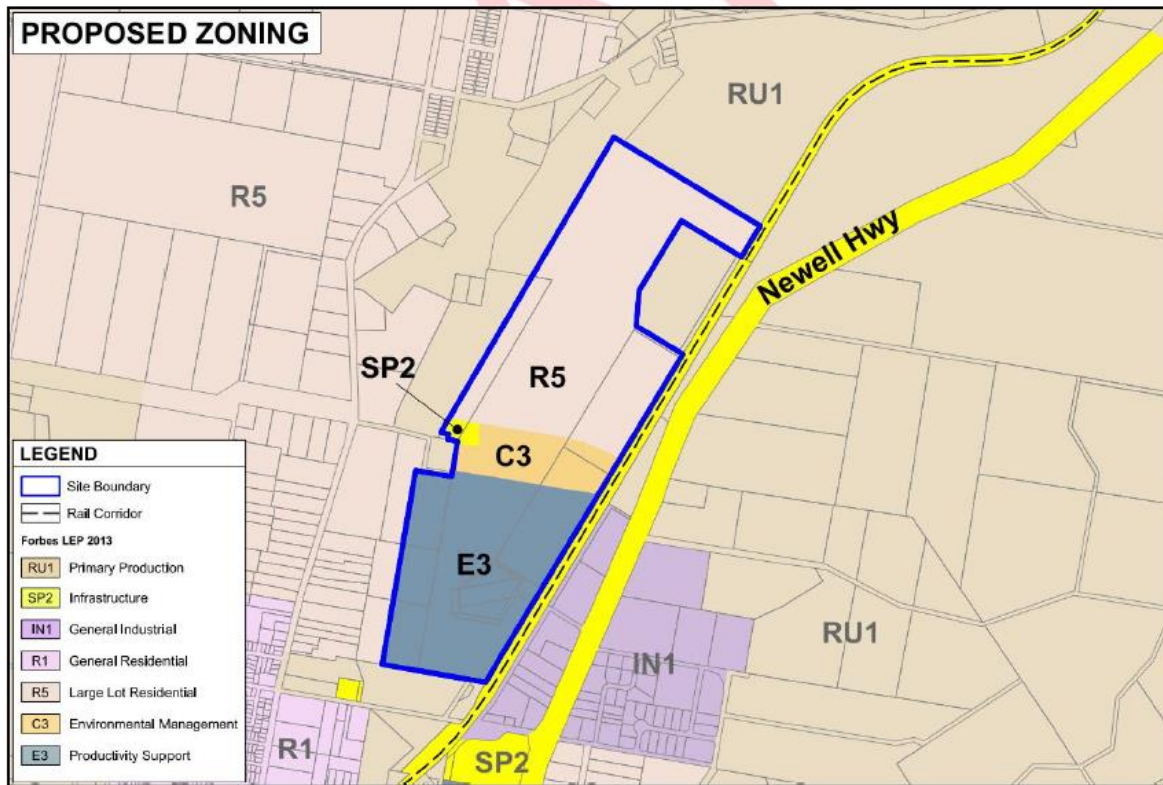 PROPOSED ZONING
RU1
R5
Newell Hwy
SP2
R5
C3
E3
RU1
IN1
R1
SP2
LEGEND
Site Boundary
Rail Corridor
Forbes LEP 2013
RU1 Primary Production
SP2 Infrastructure
IN1 General Industrial
R1 General Residential
R5 Large Lot Residential
C3 Environmental Management
E3 Productivity Support